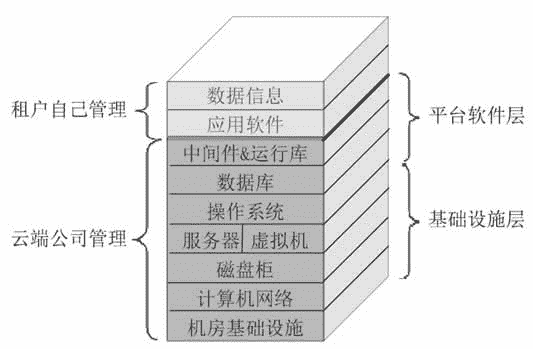 数据信息
应用软件
中间件&运行库
数据库
操作系统
服务器 虚拟机
磁盘柜
计算机网络
机房基础设施
租户自己管理
云端公司管理
平台软件层
基础设施层